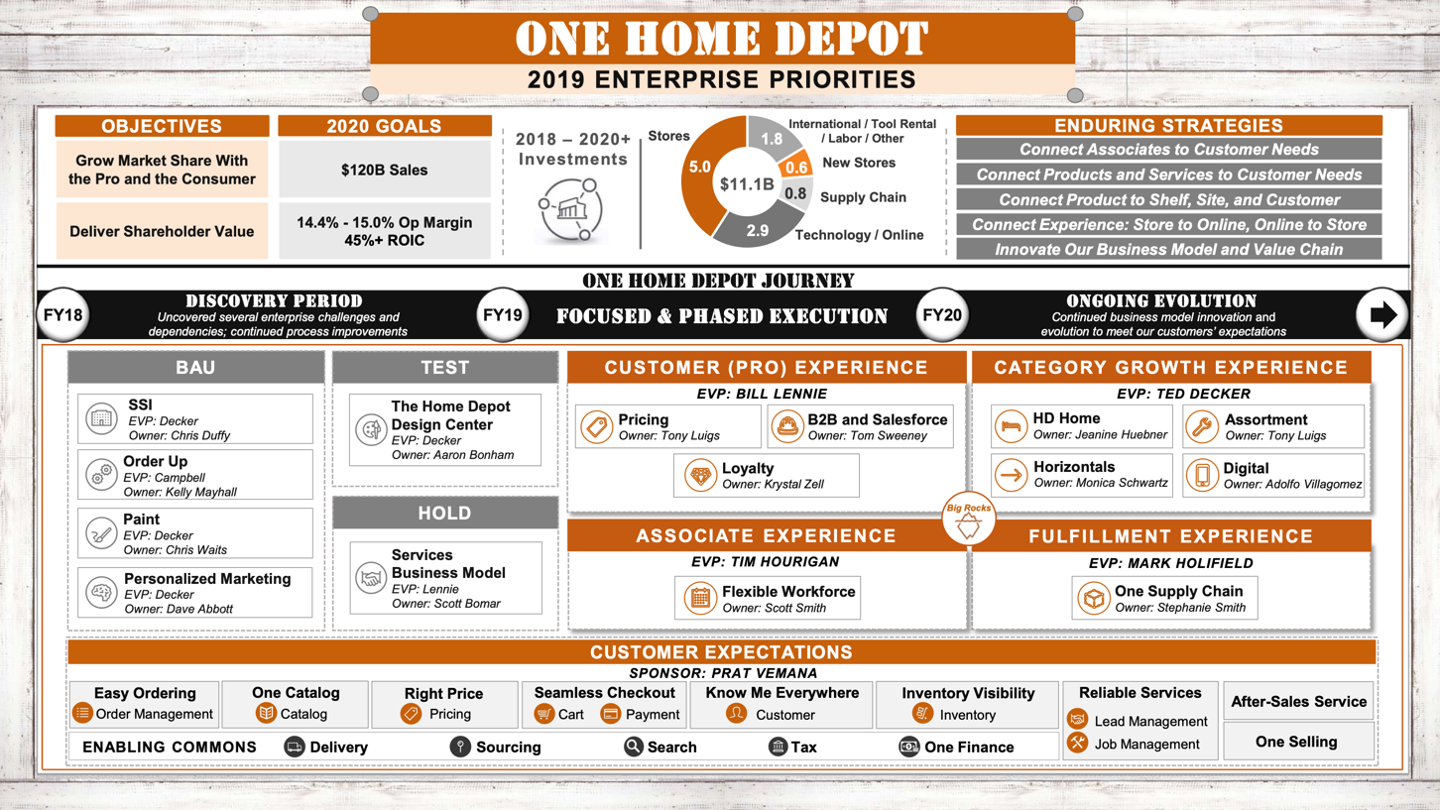 ONE HOME DEPOT
2019 ENTERPRISE PRIORITIES
OBJECTIVES
Grow Market Share With
the Pro and the Consumer
Deliver Shareholder Value
2020 GOALS
$120B Sales
14.4% - 15.0% Op Margin
45%+ ROIC
2018 – 2020+
Investments
Stores
5.0
International / Tool Rental
/ Labor / Other
1.8
New Stores
0.6
Supply Chain
0.8
Technology / Online
2.9
$11.1B
ENDURING STRATEGIES
Connect Associates to Customer Needs
Connect Products and Services to Customer Needs
Connect Product to Shelf, Site, and Customer
Connect Experience: Store to Online, Online to Store
Innovate Our Business Model and Value Chain
ONE HOME DEPOT JOURNEY
FY18
DISCOVERY PERIOD
Uncovered several enterprise challenges and
dependencies; continued process improvements
FY19
FOCUSED & PHASED EXECUTION
FY20
ONGOING EVOLUTION
Continued business model innovation and
evolution to meet our customers' expectations
BAU
SSI
EVP: Decker
Owner: Chris Duffy
Order Up
EVP: Campbell
Owner: Kelly Mayhall
Paint
EVP: Decker
Owner: Chris Waits
Personalized Marketing
EVP: Decker
Owner: Dave Abbott
TEST
The Home Depot
Design Center
EVP: Decker
Owner: Aaron Bonham
HOLD
Services
Business Model
EVP: Lennie
Owner: Scott Bomar
CUSTOMER (PRO) EXPERIENCE
EVP: BILL LENNIE
Pricing
Owner: Tony Luigs
B2B and Salesforce
Owner: Tom Sweeney
Loyalty
Owner: Krystal Zell
CATEGORY GROWTH EXPERIENCE
EVP: TED DECKER
HD Home
Owner: Jeanine Huebner
Assortment
Owner: Tony Luigs
Horizontals
Owner: Monica Schwartz
Digital
Owner: Adolfo Villagomez
Big Rocks
ASSOCIATE EXPERIENCE
EVP: TIM HOURIGAN
Flexible Workforce
Owner: Scott Smith
FULFILLMENT EXPERIENCE
EVP: MARK HOLIFIELD
One Supply Chain
Owner: Stephanie Smith
CUSTOMER EXPECTATIONS
SPONSOR: PRAT VEMANA
Easy Ordering
Order Management
One Catalog
Catalog
Right Price
Pricing
Seamless Checkout
Cart Payment
Know Me Everywhere
Customer
Inventory Visibility
Inventory
Reliable Services
Lead Management
Job Management
After-Sales Service
One Selling
ENABLING COMMONS Delivery Sourcing Search Tax One Finance